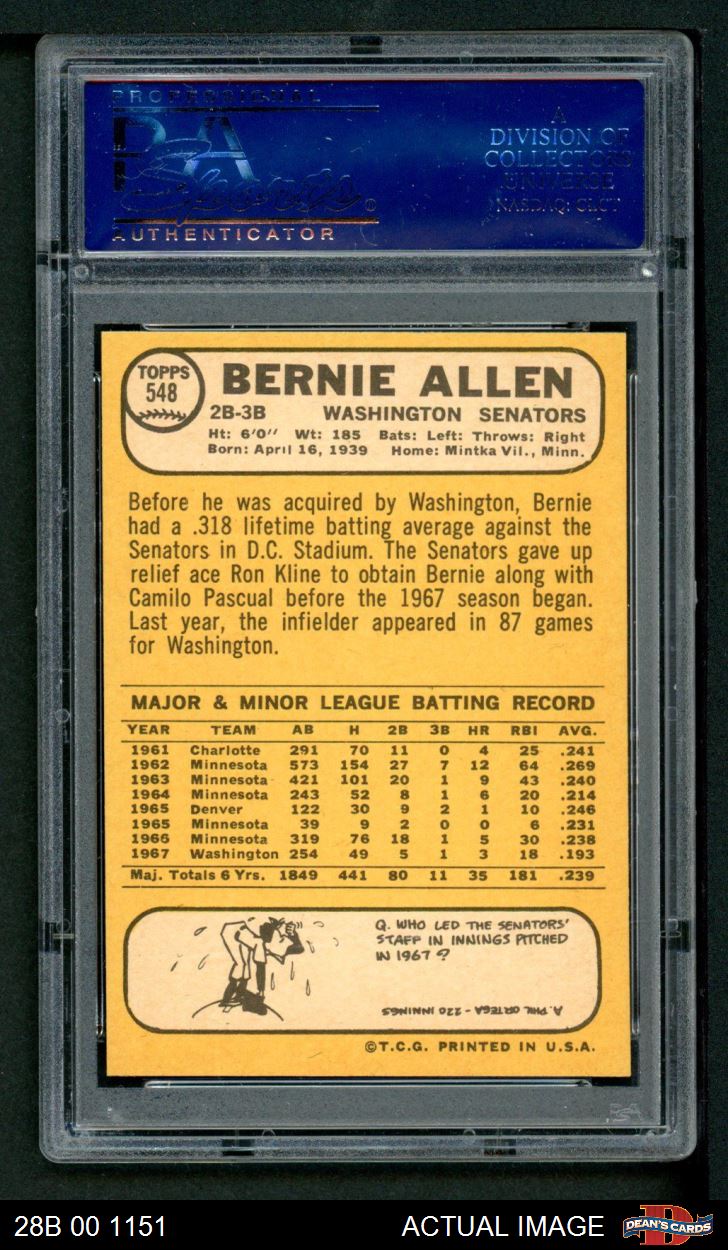 PROFESSIONAL
AUTHENTICATOR
A
DIVISION OF
COLLECTORS
UNIVERSE
NASDAQ: CLCT
TOPPS
548
BERNIE ALLEN
2B-3B WASHINGTON SENATORS
Ht: 6'0" Wt: 185 Bats: Left: Throws: Right
Born: April 16, 1939 Home: Mintka Vil., Minn.
Before he was acquired by Washington, Bernie
had a .318 lifetime batting average against the
Senators in D.C. Stadium. The Senators gave up
relief ace Ron Kline to obtain Bernie along with
Camilo Pascual before the 1967 season began.
Last year, the infielder appeared in 87 games
for Washington.
MAJOR & MINOR LEAGUE BATTING RECORD
YEAR TEAM AB H 2B 3B HR RBI AVG.
1961 Charlotte 291 70 11 0 4 25 .241
1962 Minnesota 573 154 27 7 12 64 .269
1963 Minnesota 421 101 20 1 9 43 .240
1964 Minnesota 243 52 8 1 6 20 .214
1965 Denver 122 30 9 2 1 10 .246
1965 Minnesota 39 9 2 0 0 6 .231
1966 Minnesota 319 76 18 1 5 30 .238
1967 Washington 254 49 5 1 3 18 .193
Maj. Totals 6 Yrs. 1849 441 80 11 35 181 .239
Q. WHO LED THE SENATORS'
STAFF IN INNINGS PITCHED
IN 1967 ?
A. PHIL ORTEGA - 220 INNINGS
©T.C.G. PRINTED IN U.S.A.
28B 00 1151 ACTUAL IMAGE DEAN'S CARDS